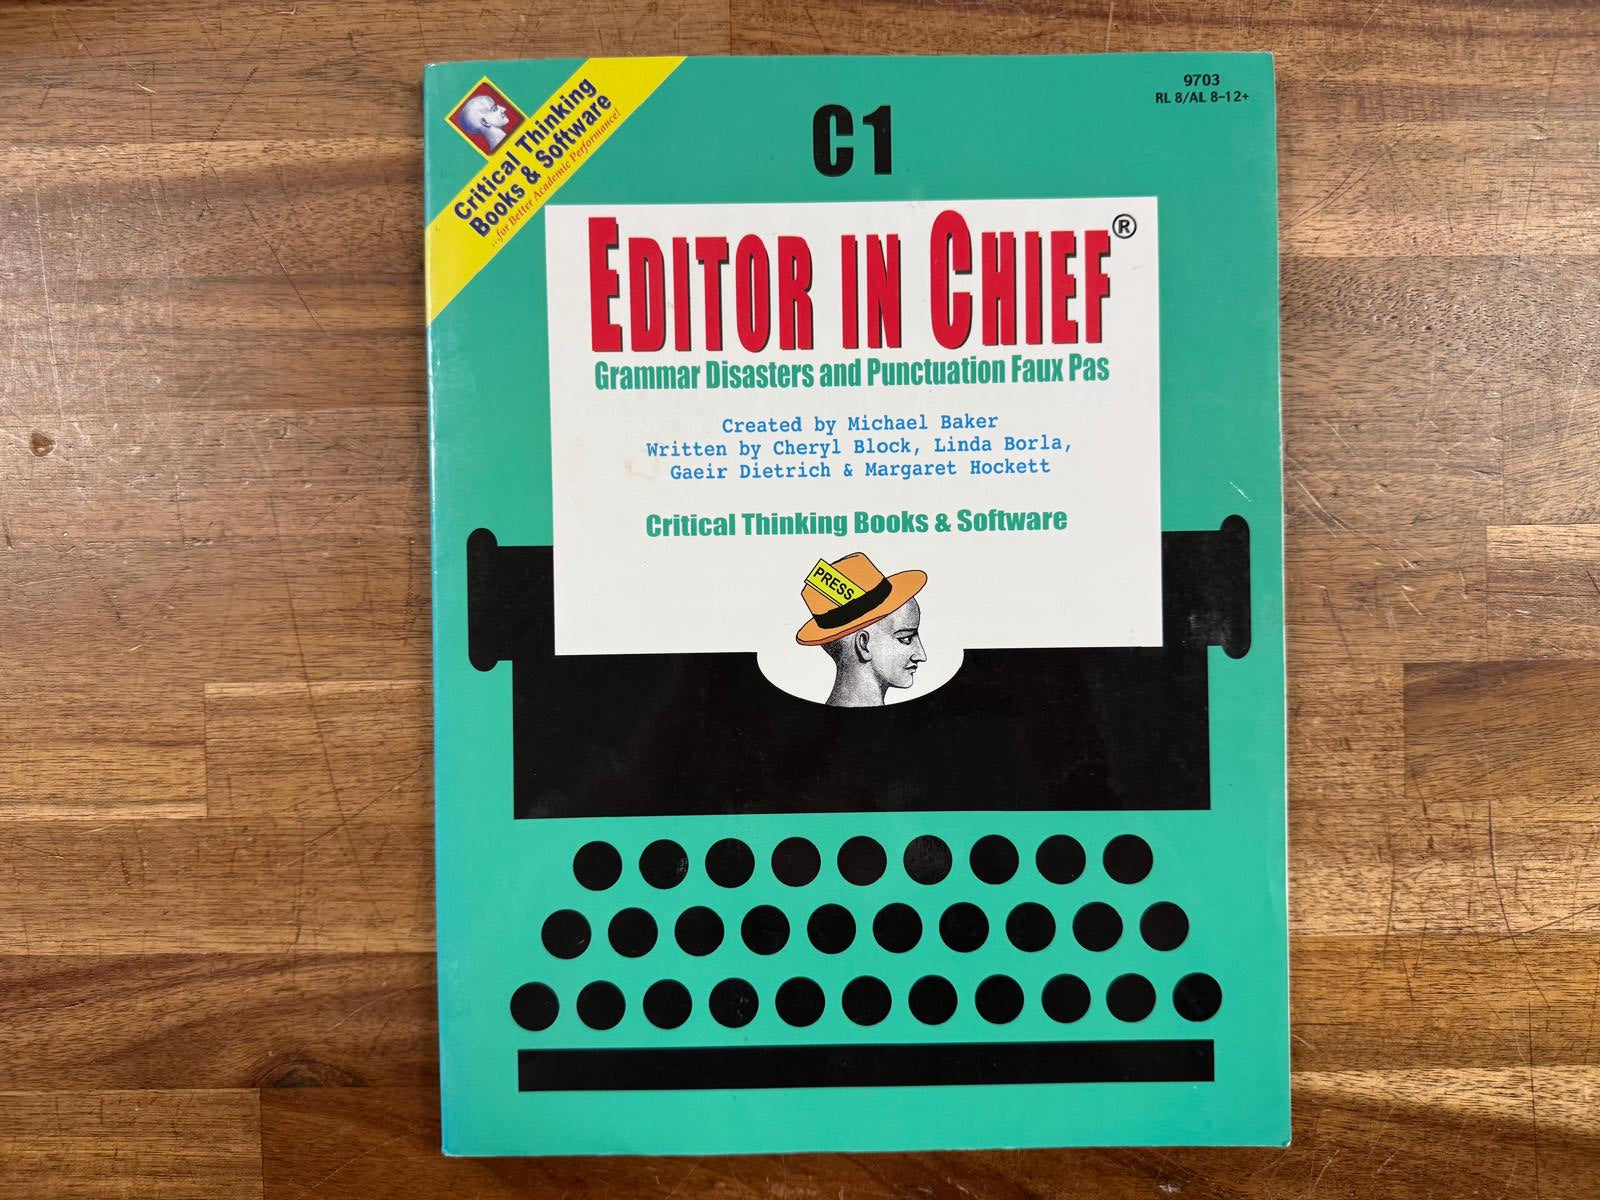 Critical Thinking
Books & Software
...for Better Academic Performance!
9703
RL 8/AL 8-12+
C1
EDITOR IN CHIEF®
Grammar Disasters and Punctuation Faux Pas
Created by Michael Baker
Written by Cheryl Block, Linda Borla,
Gaeir Dietrich & Margaret Hockett
Critical Thinking Books & Software
PRESS